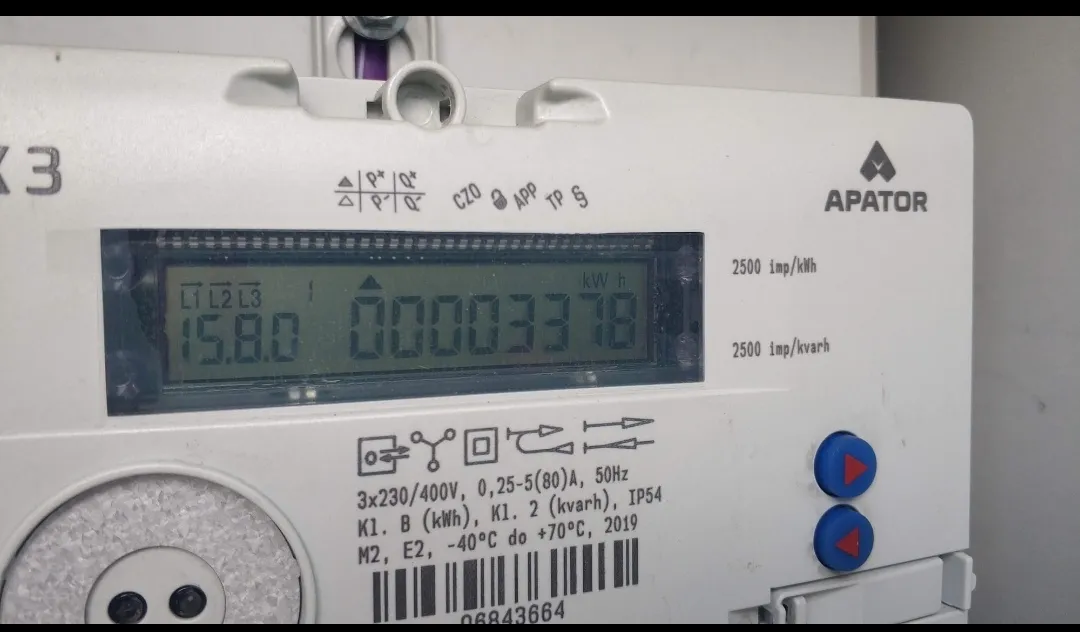 3
P+ Q+
P- Q-
CZO APP TP §
APATOR
L1 L2 L3 1 kW h
15.8.0 00003378
2500 imp/kWh
2500 imp/kvarh
3x230/400V, 0,25-5(80)A, 50Hz
Kl. B (kWh), Kl. 2 (kvarh), IP54
M2, E2, -40°C do +70°C, 2019
06843664